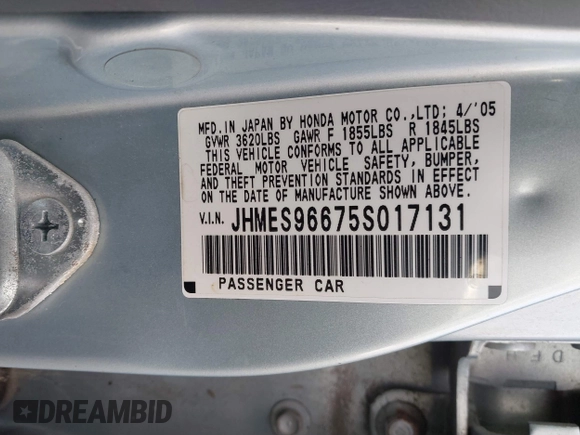 MFD.IN JAPAN BY HONDA MOTOR CO.,LTD; 4/'05
GVWR 3620LBS GAWR F 1855LBS R 1845LBS
THIS VEHICLE CONFORMS TO ALL APPLICABLE
FEDERAL MOTOR VEHICLE SAFETY, BUMPER,
AND THEFT PREVENTION STANDARDS IN EFFECT
ON THE DATE OF MANUFACTURE SHOWN ABOVE.
V.I.N. JHMES96675S017131
PASSENGER CAR
D F H
DREAMBID